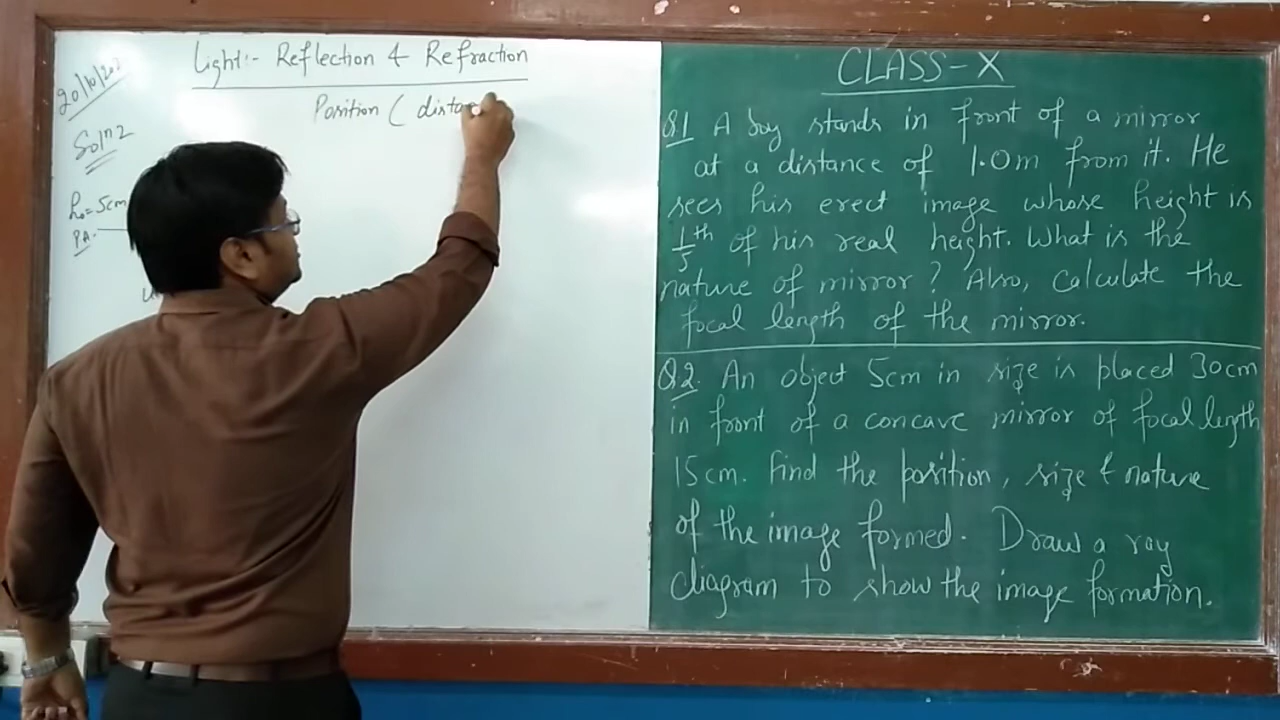 Light:- Reflection & Refraction
20/10/202
Position ( dista
Solⁿ 2
hₒ = 5cm
P.A.
CLASS-X
Q.1 A boy stands in front of a mirror
at a distance of 1.0m from it. He
sees his erect image whose height is
1/5th of his real height. What is the
nature of mirror? Also, Calculate the
focal length of the mirror.
Q.2. An object 5cm in size is placed 30cm
in front of a concave mirror of focal length
15cm. Find the position, size & nature
of the image formed. Draw a ray
diagram to show the image formation.